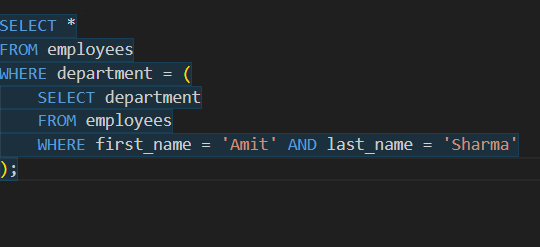 SELECT *
FROM employees
WHERE department = (
    SELECT department
    FROM employees
    WHERE first_name = 'Amit' AND last_name = 'Sharma'
);